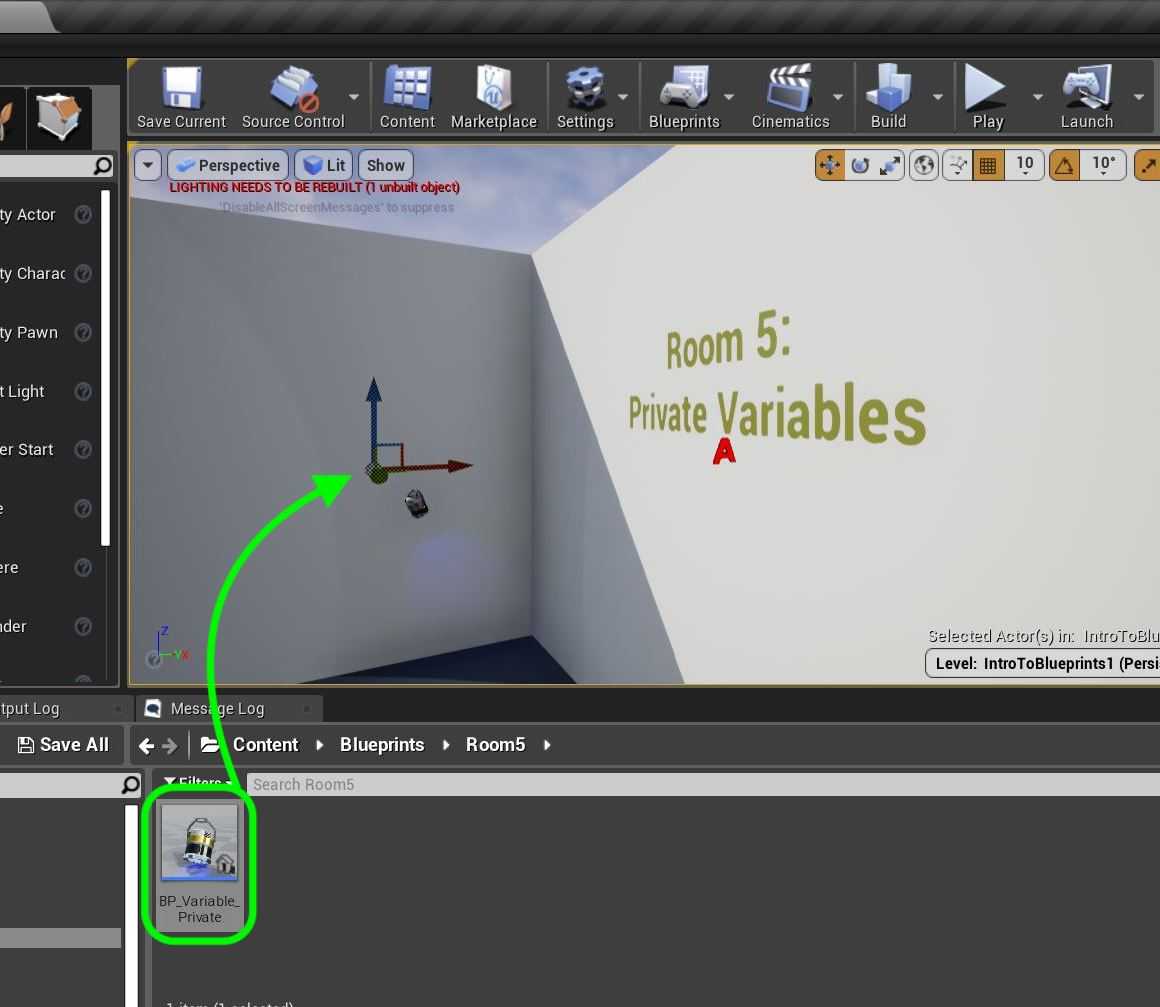 Save Current Source Control Content Marketplace Settings Blueprints Cinematics Build Play Launch
Perspective Lit Show 10 10°
LIGHTING NEEDS TO BE REBUILT (1 unbuilt object)
'DisableAllScreenMessages' to suppress
ty Actor
ty Charac
ty Pawn
t Light
er Start
e
ere
nder
Room 5:
Private Variables
A
Z
Y X
Selected Actor(s) in: IntroToBlu
Level: IntroToBlueprints1 (Persi
tput Log Message Log
Save All Content Blueprints Room5
Filters Search Room5
BP_Variable_
Private
1 item (1 selected)